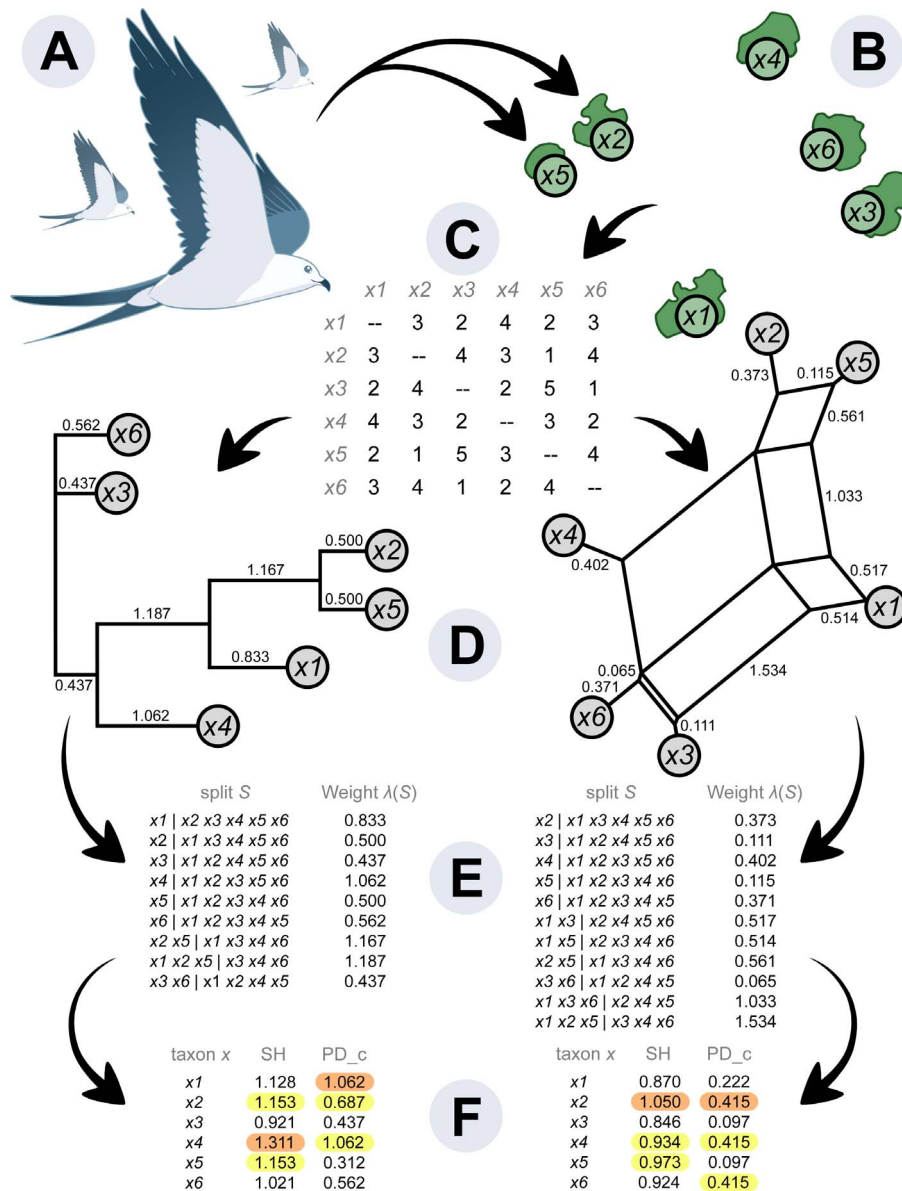 A
B
x4
x2
x6
x5
x3
C
x1
x1 x2 x3 x4 x5 x6
x1 -- 3 2 4 2 3
x2 3 -- 4 3 1 4
x3 2 4 -- 2 5 1
x4 4 3 2 -- 3 2
x5 2 1 5 3 -- 4
x6 3 4 1 2 4 --
0.562 x6
0.437 x3
0.500 x2
1.167
0.500 x5
1.187
0.833 x1
0.437
1.062 x4
D
x2
0.373
0.115 x5
0.561
1.033
x4
0.402
0.517
x1
0.514
1.534
0.065
0.371
x6
0.111
x3
split S Weight λ(S)
x1 | x2 x3 x4 x5 x6 0.833
x2 | x1 x3 x4 x5 x6 0.500
x3 | x1 x2 x4 x5 x6 0.437
x4 | x1 x2 x3 x5 x6 1.062
x5 | x1 x2 x3 x4 x6 0.500
x6 | x1 x2 x3 x4 x5 0.562
x2 x5 | x1 x3 x4 x6 1.167
x1 x2 x5 | x3 x4 x6 1.187
x3 x6 | x1 x2 x4 x5 0.437
E
split S Weight λ(S)
x2 | x1 x3 x4 x5 x6 0.373
x3 | x1 x2 x4 x5 x6 0.111
x4 | x1 x2 x3 x5 x6 0.402
x5 | x1 x2 x3 x4 x6 0.115
x6 | x1 x2 x3 x4 x5 0.371
x1 x3 | x2 x4 x5 x6 0.517
x1 x5 | x2 x3 x4 x6 0.514
x2 x5 | x1 x3 x4 x6 0.561
x3 x6 | x1 x2 x4 x5 0.065
x1 x3 x6 | x2 x4 x5 1.033
x1 x2 x5 | x3 x4 x6 1.534
taxon x SH PD_c
x1 1.128 1.062
x2 1.153 0.687
x3 0.921 0.437
x4 1.311 1.062
x5 1.153 0.312
x6 1.021 0.562
F
taxon x SH PD_c
x1 0.870 0.222
x2 1.050 0.415
x3 0.846 0.097
x4 0.934 0.415
x5 0.973 0.097
x6 0.924 0.415